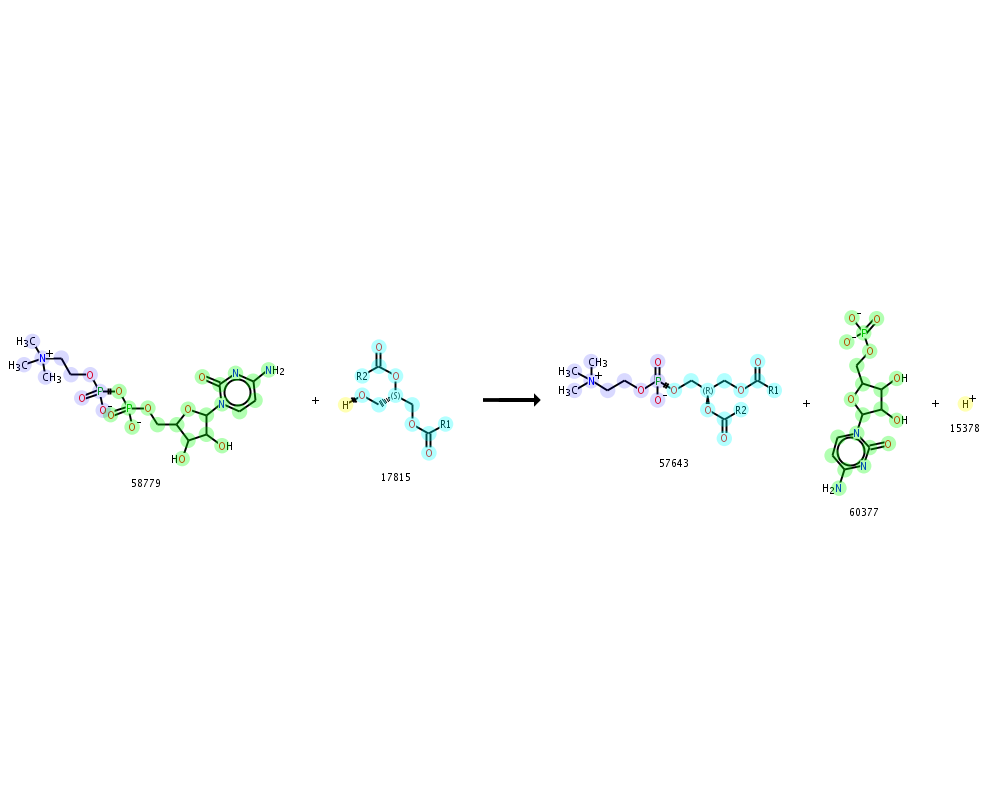 H3C
N+
H3C
CH3
O
P
O
O
O-
P
O
O
O-
O
O
N
N
NH2
HO
OH
58779
+
O
R2
O
(S)
O
H
O
R1
O
17815
CH3
H3C
N+
H3C
O
O
P
O-
O
(R)
O
O
R1
O
R2
O
57643
+
O-
O
P
O-
O
OH
O
OH
N
O
N
H2N
60377
+
H+
15378